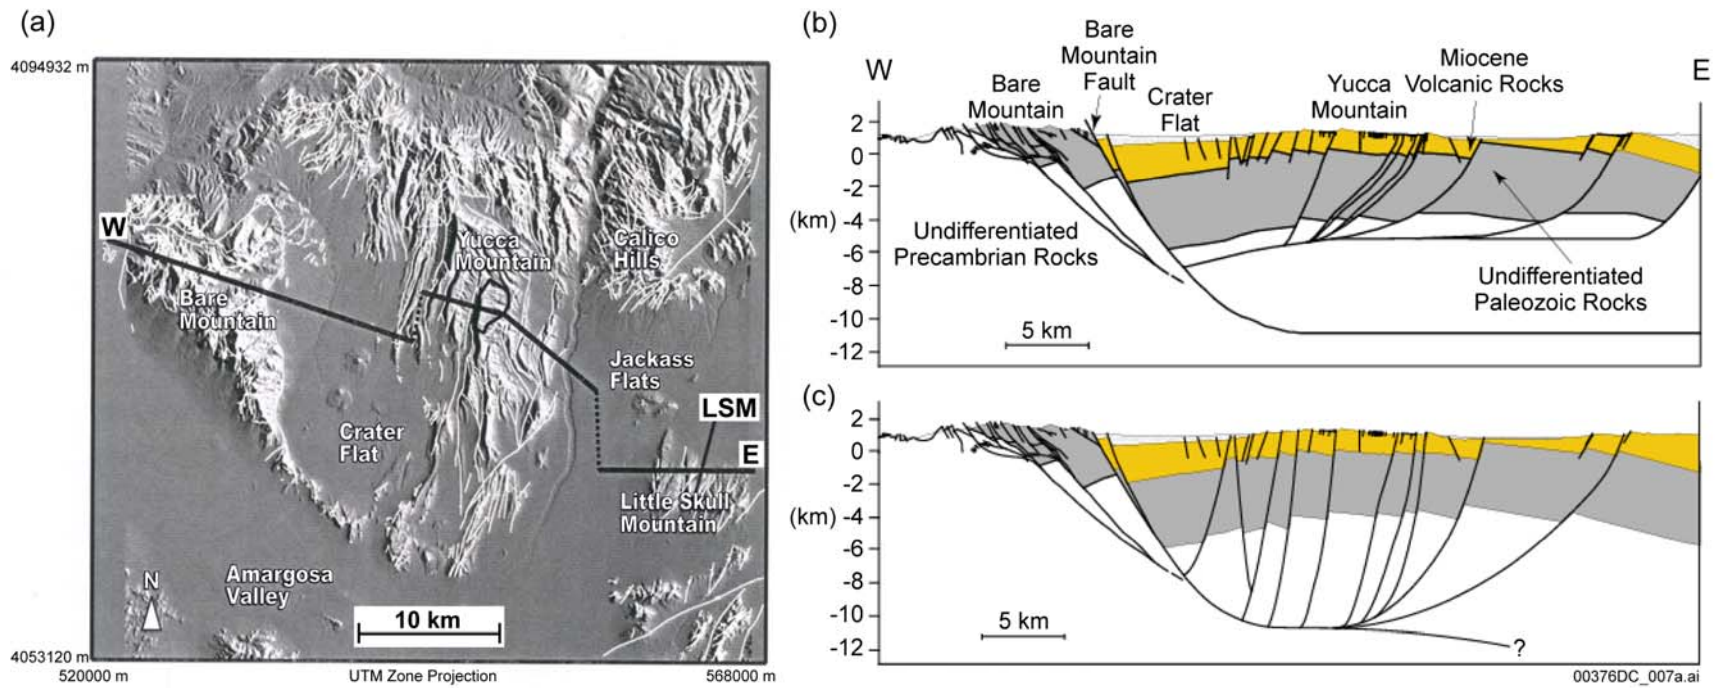 (a)
4094932 m
W
Yucca
Mountain
Calico
Hills
Bare
Mountain
Jackass
Flats
LSM
Crater
Flat
E
Little Skull
Mountain
N
Amargosa
Valley
10 km
4053120 m
520000 m
UTM Zone Projection
568000 m
(b)
W
E
Bare
Mountain
Bare
Mountain
Fault
Crater
Flat
Yucca
Mountain
Miocene
Volcanic Rocks
2
0
-2
-4
-6
-8
-10
-12
(km)
Undifferentiated
Precambrian Rocks
Undifferentiated
Paleozoic Rocks
5 km
(c)
2
0
-2
-4
-6
-8
-10
-12
(km)
5 km
?
00376DC_007a.ai